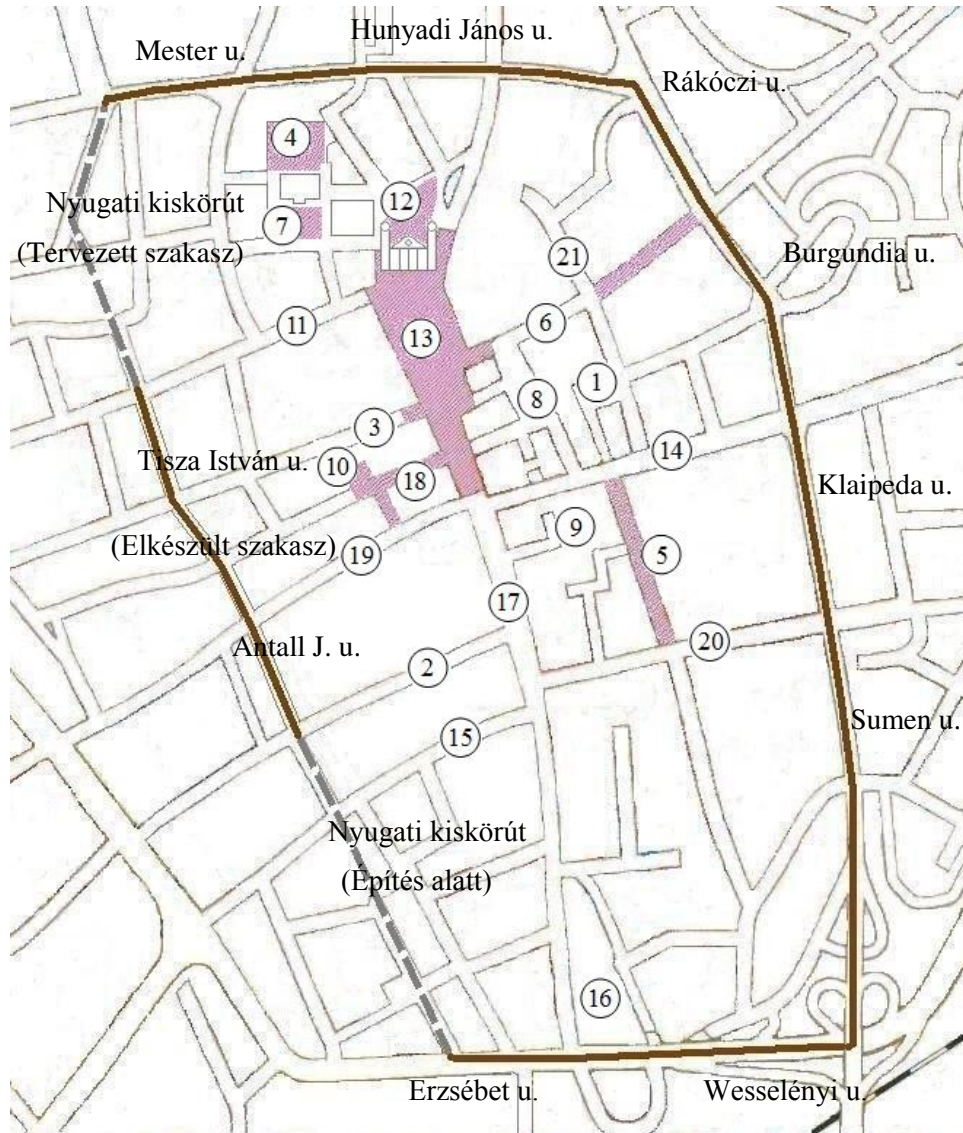 Hunyadi János u.
Mester u.
Rákóczi u.
4
Nyugati kiskörút
12
7
(Tervezett szakasz)
Burgundia u.
21
11
13
6
1
8
3
14
Tisza István u.
10
18
Klaipeda u.
9
(Elkészült szakasz)
19
5
17
Antall J. u.
20
2
Sumen u.
15
Nyugati kiskörút
(Építés alatt)
16
Erzsébet u.
Wesselényi u.